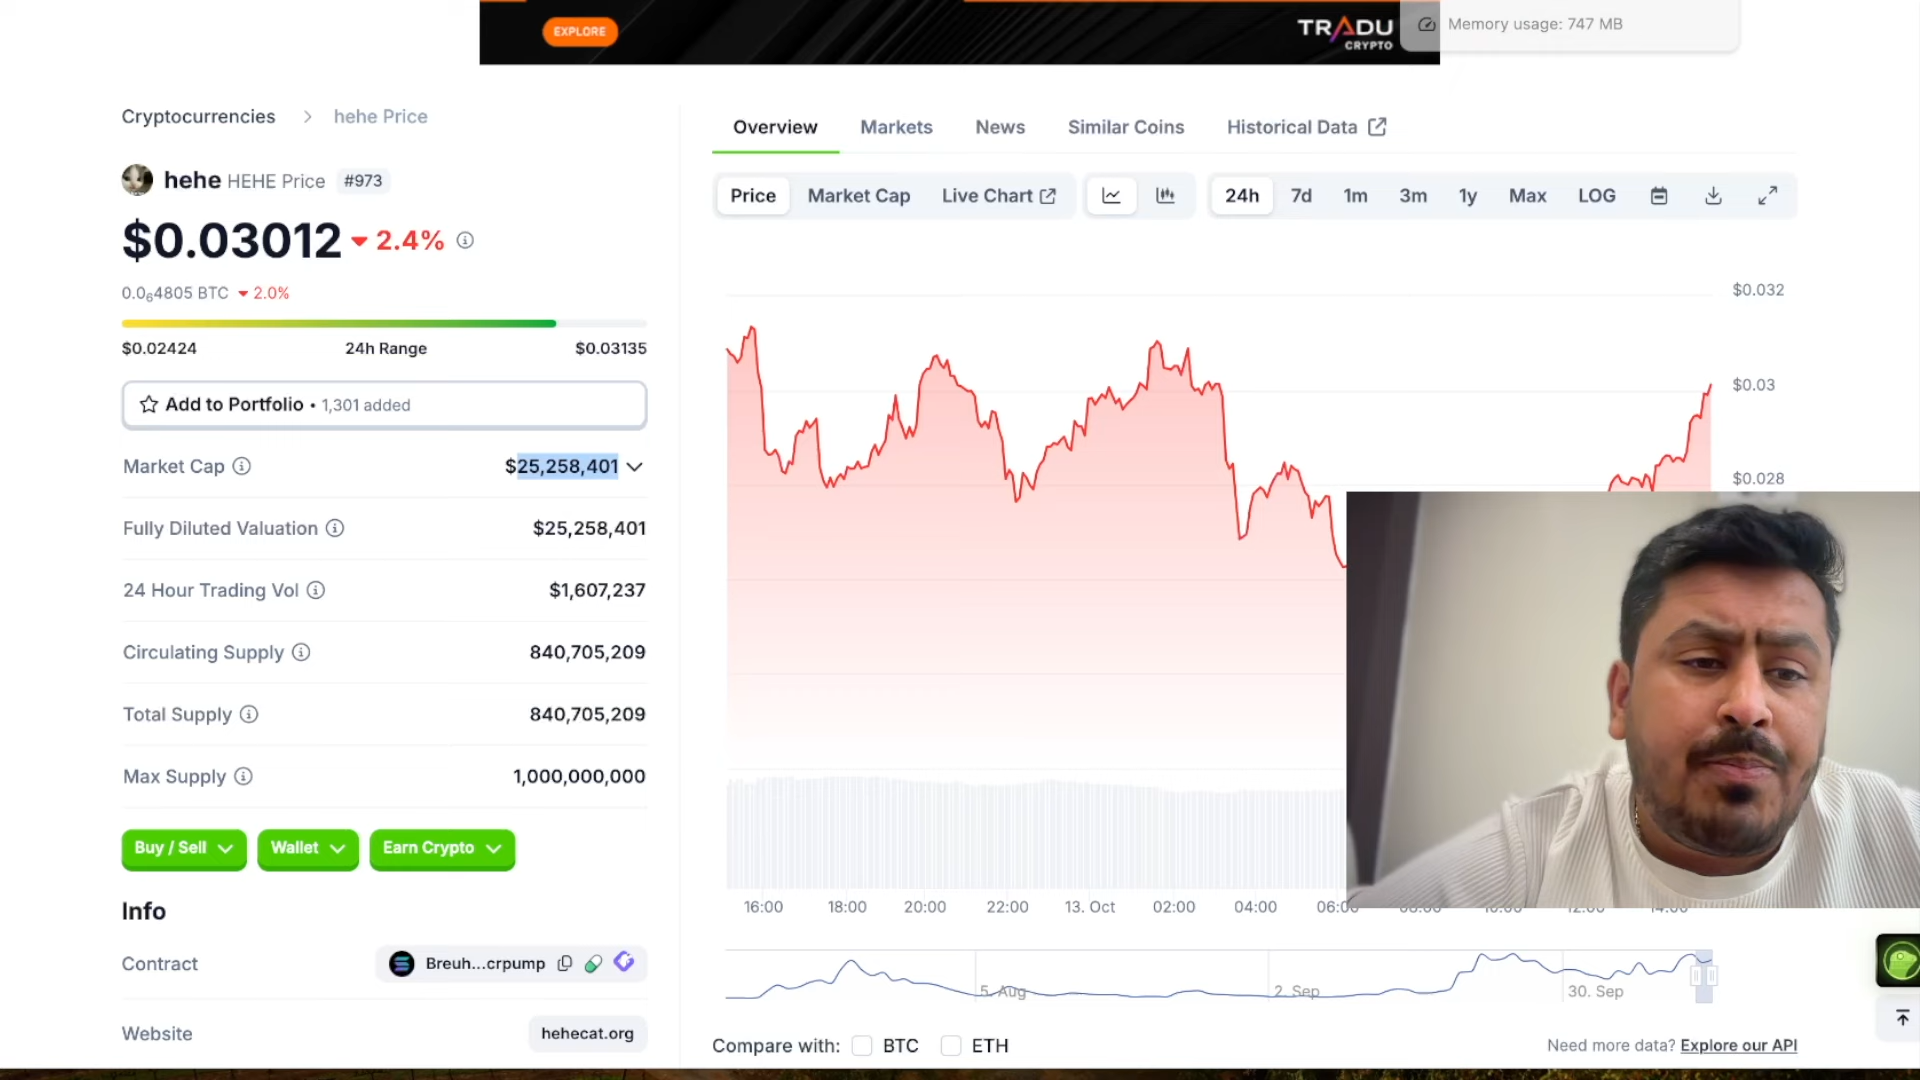 EXPLORE
TRADU
CRYPTO
Memory usage: 747 MB
Cryptocurrencies > hehe Price
Overview Markets News Similar Coins Historical Data
hehe HEHE Price #973
Price Market Cap Live Chart 24h 7d 1m 3m 1y Max LOG
$0.03012 2.4%
0.0₆4805 BTC 2.0%
$0.02424 24h Range $0.03135
Add to Portfolio • 1,301 added
Market Cap $25,258,401
Fully Diluted Valuation $25,258,401
24 Hour Trading Vol $1,607,237
Circulating Supply 840,705,209
Total Supply 840,705,209
Max Supply 1,000,000,000
Buy / Sell Wallet Earn Crypto
Info
Contract Breuh...crpump
Website hehecat.org
$0.032
$0.03
$0.028
16:00 18:00 20:00 22:00 13. Oct 02:00 04:00 06:00
5. Aug 2. Sep 30. Sep
Compare with: BTC ETH
Need more data? Explore our API